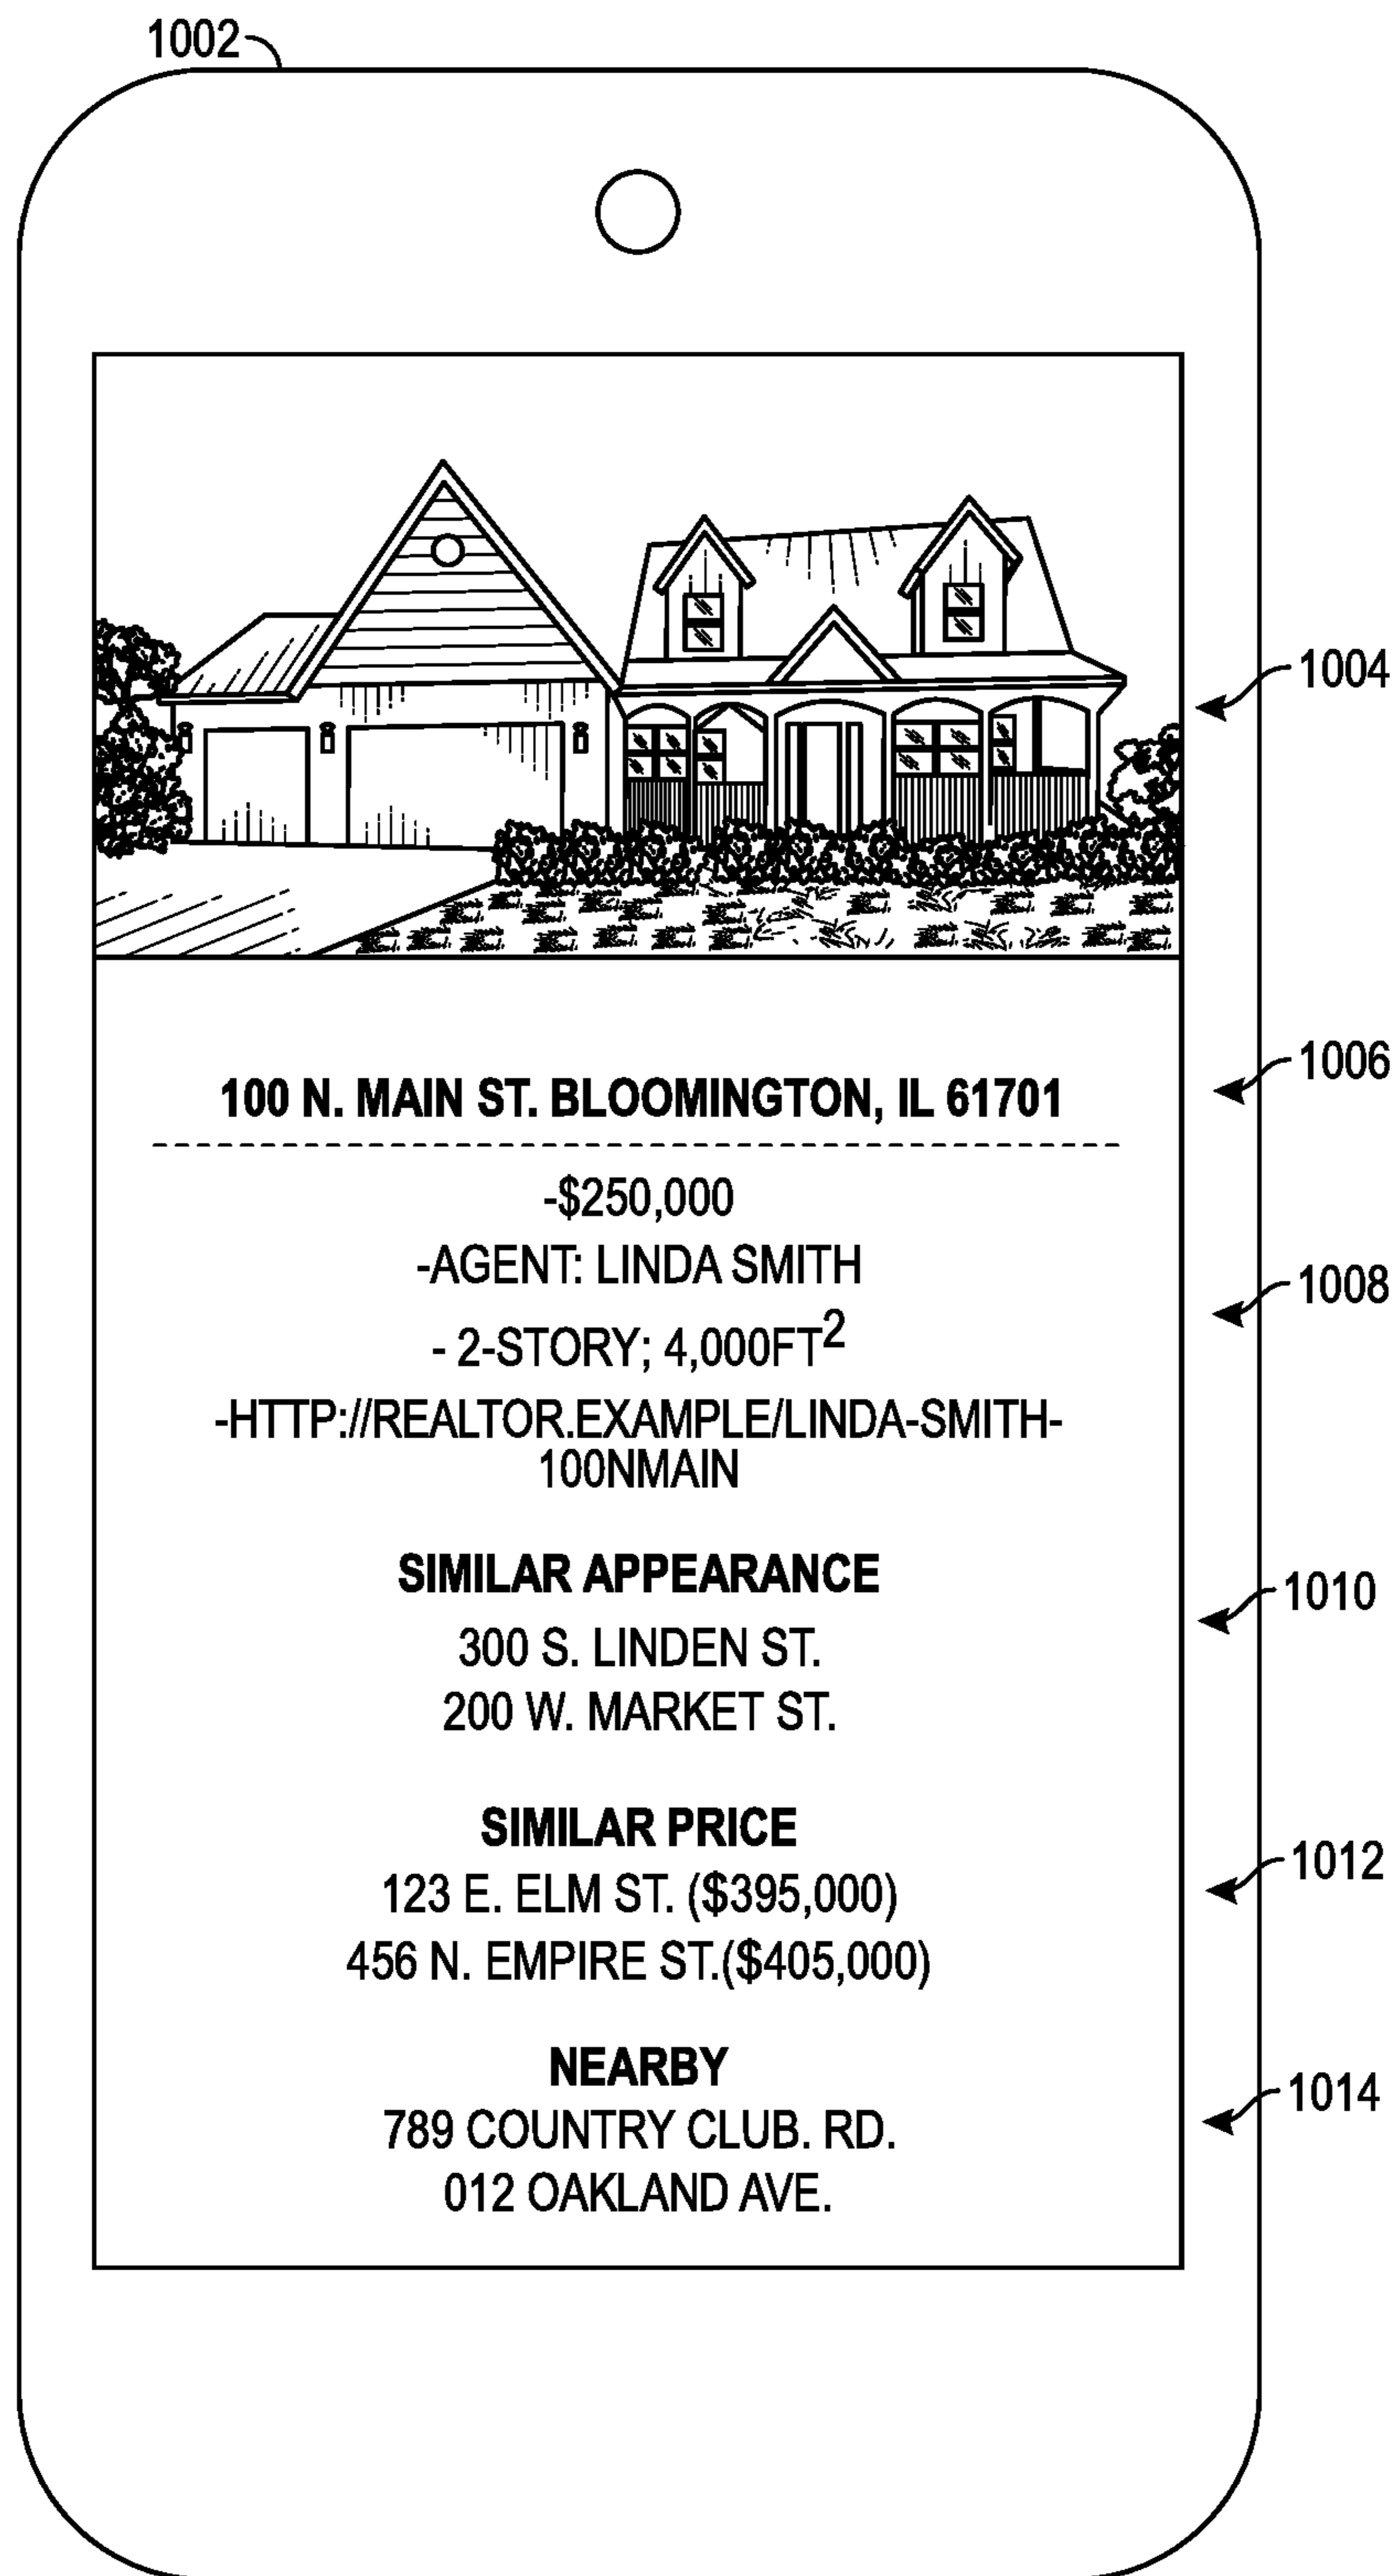 1002
1004
1006
100 N. MAIN ST. BLOOMINGTON, IL 61701
-$250,000
-AGENT: LINDA SMITH
1008
- 2-STORY; 4,000FT²
-HTTP://REALTOR.EXAMPLE/LINDA-SMITH-
100NMAIN
SIMILAR APPEARANCE
1010
300 S. LINDEN ST.
200 W. MARKET ST.
SIMILAR PRICE
1012
123 E. ELM ST. ($395,000)
456 N. EMPIRE ST.($405,000)
NEARBY
1014
789 COUNTRY CLUB. RD.
012 OAKLAND AVE.